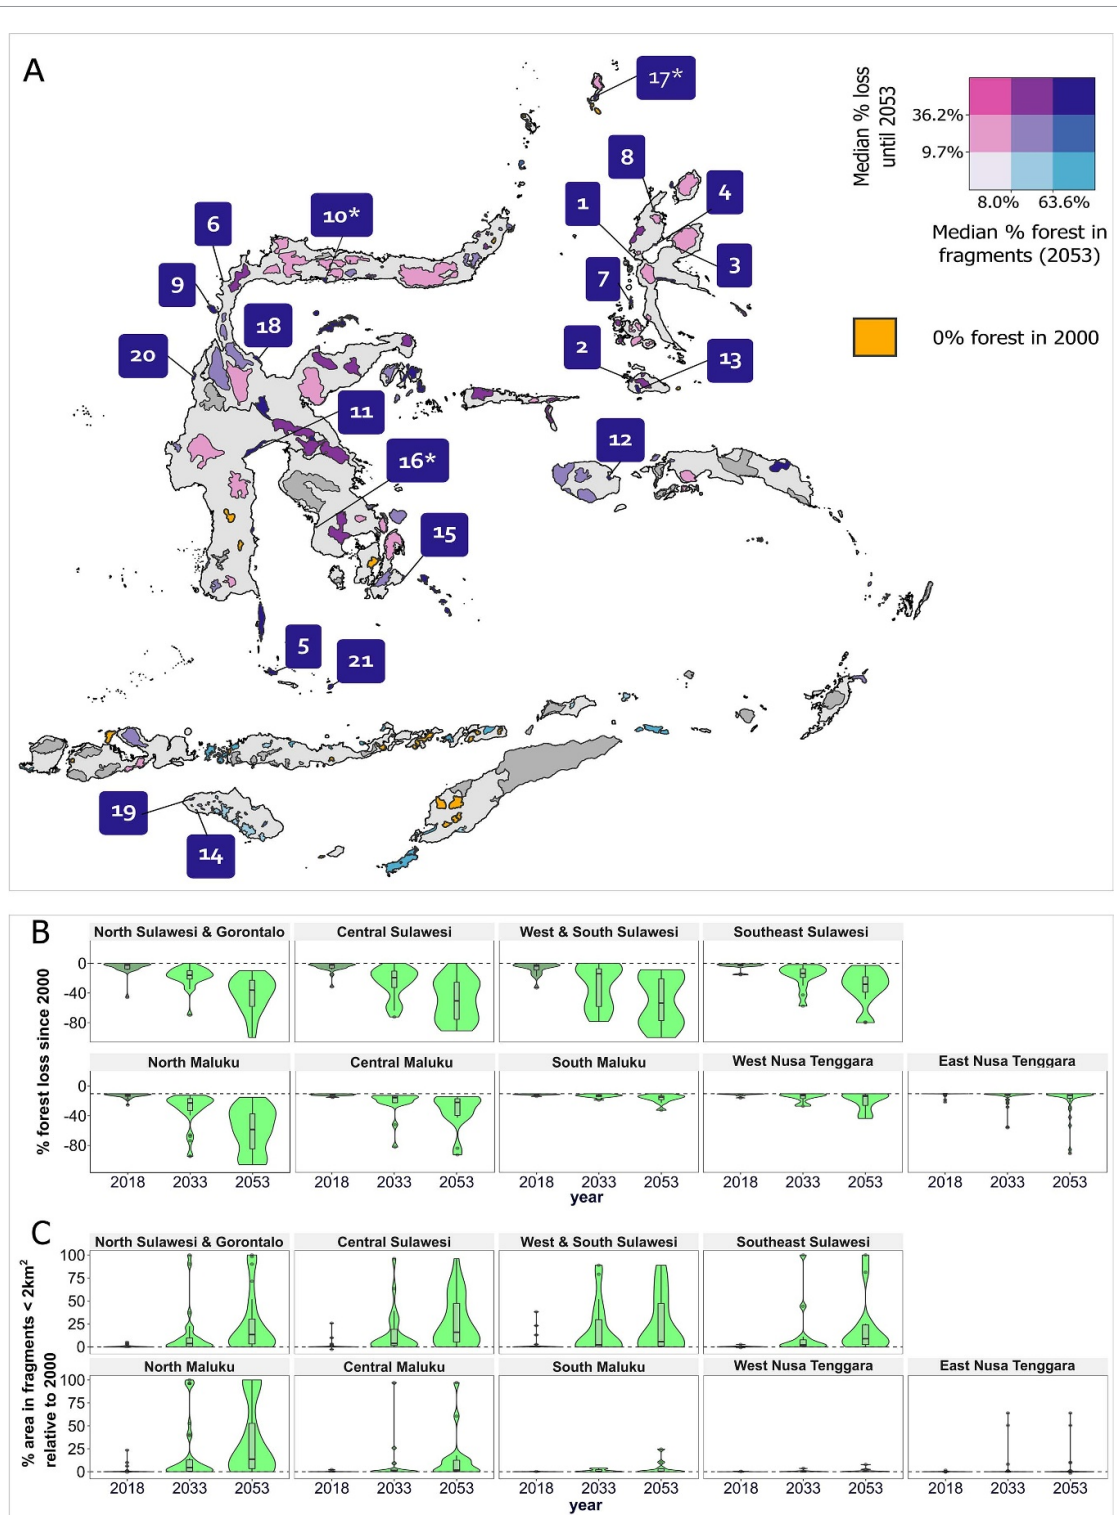 A
17*
Median % loss
until 2053
36.2%
9.7%
8.0% 63.6%
Median % forest in
fragments (2053)
0% forest in 2000
8
4
1
6
10*
3
9
7
18
20
2
13
11
12
16*
15
5
21
19
14
B
North Sulawesi & Gorontalo
Central Sulawesi
West & South Sulawesi
Southeast Sulawesi
0
-40
-80
North Maluku
Central Maluku
South Maluku
West Nusa Tenggara
East Nusa Tenggara
0
-40
-80
% forest loss since 2000
2018 2033 2053
2018 2033 2053
2018 2033 2053
2018 2033 2053
2018 2033 2053
year
C
North Sulawesi & Gorontalo
Central Sulawesi
West & South Sulawesi
Southeast Sulawesi
100
75
50
25
0
North Maluku
Central Maluku
South Maluku
West Nusa Tenggara
East Nusa Tenggara
100
75
50
25
0
% area in fragments < 2km²
relative to 2000
2018 2033 2053
2018 2033 2053
2018 2033 2053
2018 2033 2053
2018 2033 2053
year